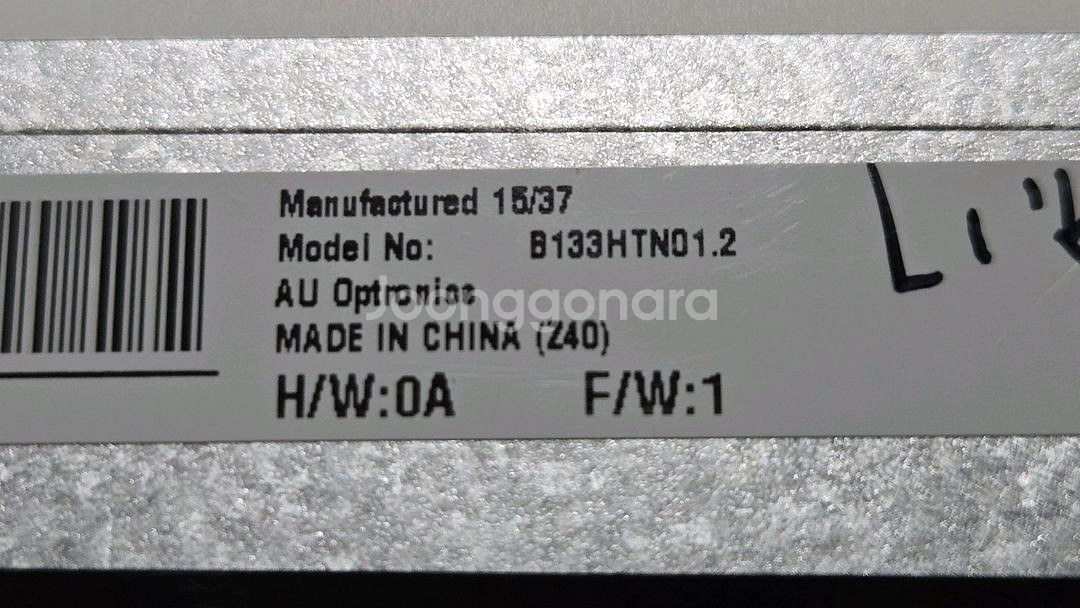 Manufactured 15/37
Model No: B133HTN01.2
AU Optronics
Joonggonara
MADE IN CHINA (Z40)
H/W:0A F/W:1